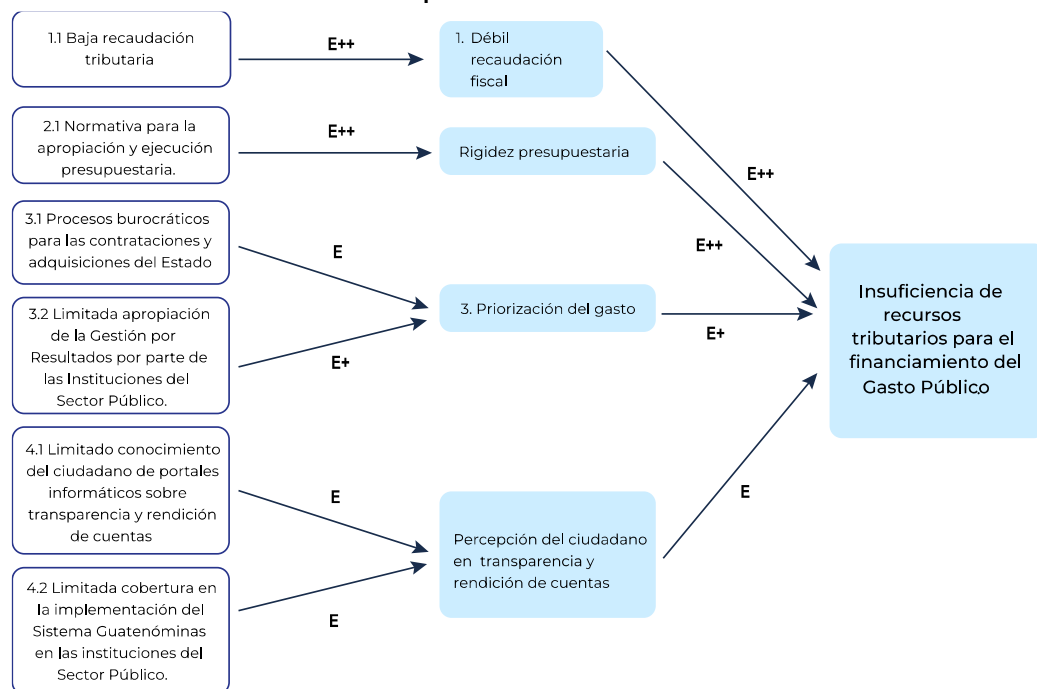 1.1 Baja recaudación
tributaria
E++
1. Débil
recaudación
fiscal
2.1 Normativa para la
apropiación y ejecución
presupuestaria.
E++
Rigidez presupuestaria
E++
E++
3.1 Procesos burocráticos
para las contrataciones y
adquisiciones del Estado
E
3.2 Limitada apropiación
de la Gestión por
Resultados por parte de
las Instituciones del
Sector Público.
E+
3. Priorización del gasto
E+
Insuficiencia de
recursos
tributarios para el
financiamiento del
Gasto Público.
4.1 Limitado conocimiento
del ciudadano de portales
informáticos sobre
transparencia y rendición
de cuentas
E
4.2 Limitada cobertura en
la implementación del
Sistema Guatenóminas
en las instituciones del
Sector Público.
E
Percepción del ciudadano
en transparencia y
rendición de cuentas
E